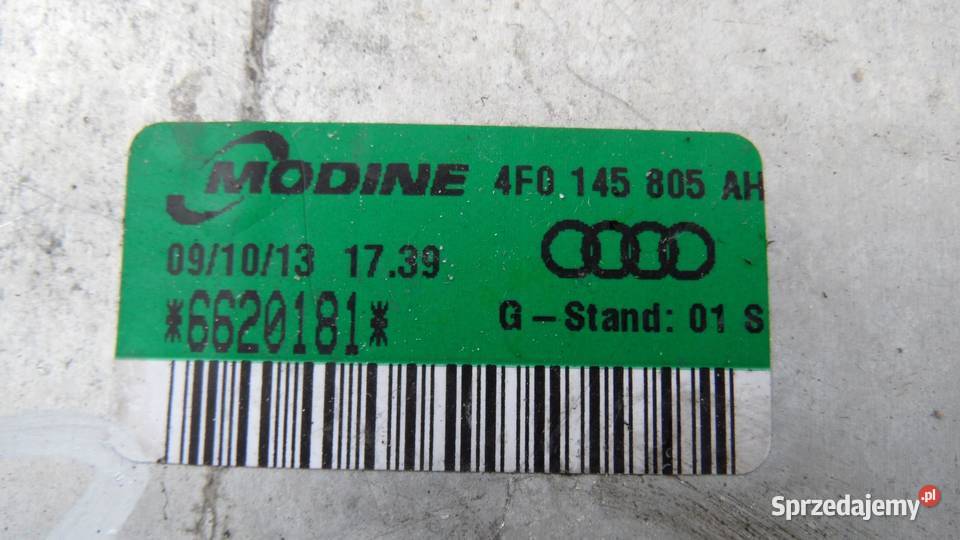 MODINE 4F0 145 805 AH
09/10/13 17.39
*6620181*
G-Stand: 01 S
Sprzedajemy.pl